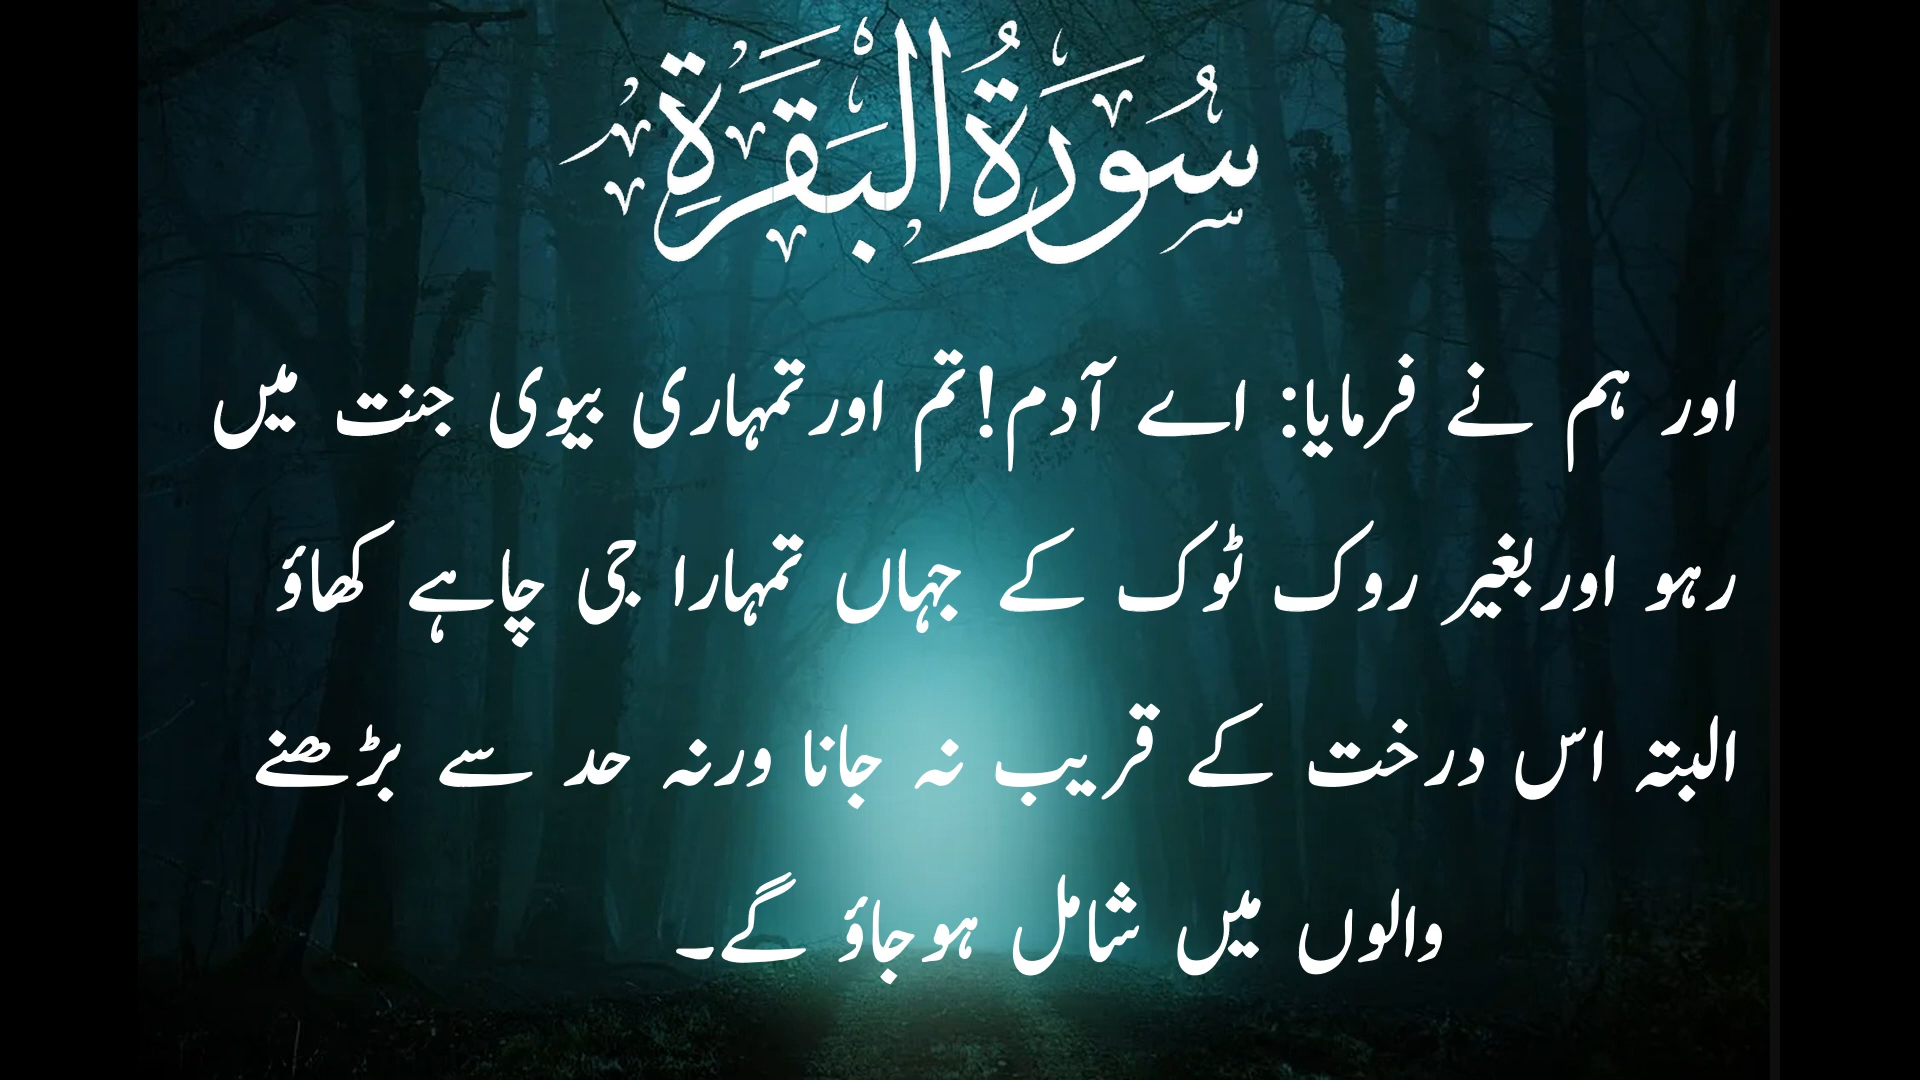 سُورَةُ الْبَقَرَةِ
اور ہم نے فرمایا: اے آدم! تم اور تمہاری بیوی جنت میں
رہو اور بغیر روک ٹوک کے جہاں تمہارا جی چاہے کھاؤ
البتہ اس درخت کے قریب نہ جانا ورنہ حد سے بڑھنے
والوں میں شامل ہو جاؤ گے۔